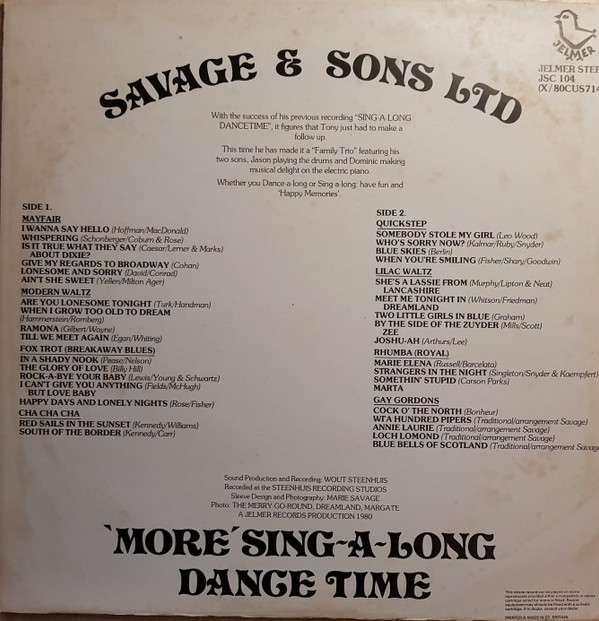 JELMER
JELMER STER
JSC 104
(X/80CUS714
SAVAGE & SONS LTD
With the success of his previous recording "SING-A-LONG
DANCETIME", it figures that Tony just had to make a
follow up.
This time he has made it a "Family Trio" featuring his
two sons, Jason playing the drums and Dominic making
musical delight on the electric piano.
Whether you Dance-a-long or Sing-a-long: have fun and
'Happy Memories'.
SIDE 1.
MAYFAIR
I WANNA SAY HELLO (Hoffman/MacDonald)
WHISPERING (Schonberger/Coburn & Rose)
IS IT TRUE WHAT THEY SAY (Caesar/Lerner & Marks)
ABOUT DIXIE?
GIVE MY REGARDS TO BROADWAY (Cohan)
LONESOME AND SORRY (David/Conrad)
AIN'T SHE SWEET (Yellen/Milton Ager)
MODERN WALTZ
ARE YOU LONESOME TONIGHT (Turk/Handman)
WHEN I GROW TOO OLD TO DREAM
(Hammerstein/Romberg)
RAMONA (Gilbert/Wayne)
TILL WE MEET AGAIN (Egan/Whiting)
FOX TROT (BREAKAWAY BLUES)
IN A SHADY NOOK (Pease/Nelson)
THE GLORY OF LOVE (Billy Hill)
ROCK-A-BYE YOUR BABY (Lewis/Young & Schwartz)
I CAN'T GIVE YOU ANYTHING (Fields/McHugh)
BUT LOVE BABY
HAPPY DAYS AND LONELY NIGHTS (Rose/Fisher)
CHA CHA CHA
RED SAILS IN THE SUNSET (Kennedy/Williams)
SOUTH OF THE BORDER (Kennedy/Carr)
SIDE 2.
QUICKSTEP
SOMEBODY STOLE MY GIRL (Leo Wood)
WHO'S SORRY NOW? (Kalmar/Ruby/Snyder)
BLUE SKIES (Berlin)
WHEN YOU'RE SMILING (Fisher/Shary/Goodwin)
LILAC WALTZ
SHE'S A LASSIE FROM (Murphy/Lipton & Neat)
LANCASHIRE
MEET ME TONIGHT IN (Whitson/Friedman)
DREAMLAND
TWO LITTLE GIRLS IN BLUE (Graham)
BY THE SIDE OF THE ZUYDER (Mills/Scott)
ZEE
JOSHU-AH (Arthurs/Lee)
RHUMBA (ROYAL)
MARIE ELENA (Russell/Barcelata)
STRANGERS IN THE NIGHT (Singleton/Snyder & Kaempfert)
SOMETHIN' STUPID (Carson Parks)
MARTA
GAY GORDONS
COCK O' THE NORTH (Bonheur)
WI'A HUNDRED PIPERS (Traditional/arrangement Savage)
ANNIE LAURIE (Traditional/arrangement Savage)
LOCH LOMOND (Traditional/arrangement Savage)
BLUE BELLS OF SCOTLAND (Traditional/arrangement Savage
Sound Production and Recording: WOUT STEENHUIS
Recorded at the STEENHUIS RECORDING STUDIOS
Sleeve Design and Photography: MARIE SAVAGE
Photo: THE MERRY-GO-ROUND, DREAMLAND, MARGATE
A JELMER RECORDS PRODUCTION 1980
'MORE' SING-A-LONG
DANCE TIME
PRINTED & MADE IN GT. BRITAIN